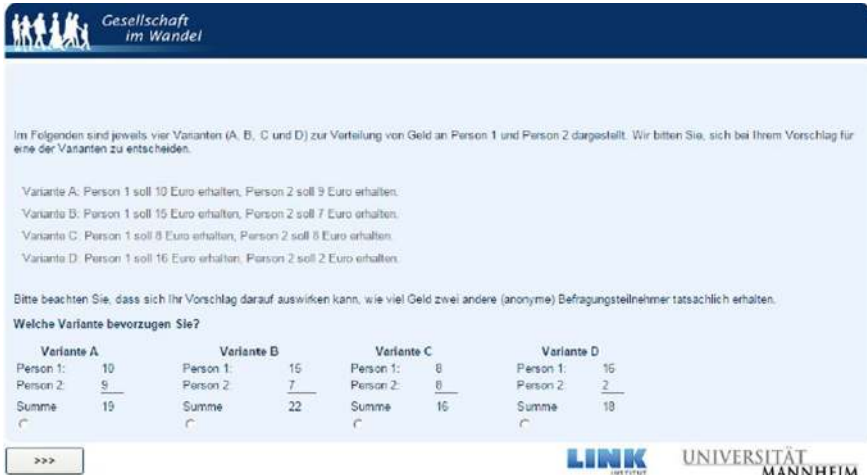 Gesellschaft
im Wandel
Im Folgenden sind jeweils vier Varianten (A, B, C und D) zur Verteilung von Geld an Person 1 und Person 2 dargestellt. Wir bitten Sie, sich bei Ihrem Vorschlag für
eine der Varianten zu entscheiden.
Variante A: Person 1 soll 10 Euro erhalten, Person 2 soll 9 Euro erhalten.
Variante B: Person 1 soll 15 Euro erhalten, Person 2 soll 7 Euro erhalten.
Variante C: Person 1 soll 8 Euro erhalten, Person 2 soll 8 Euro erhalten.
Variante D: Person 1 soll 16 Euro erhalten, Person 2 soll 2 Euro erhalten.
Bitte beachten Sie, dass sich Ihr Vorschlag darauf auswirken kann, wie viel Geld zwei andere (anonyme) Befragungsteilnehmer tatsächlich erhalten.
Welche Variante bevorzugen Sie?
Variante A Variante B Variante C Variante D
Person 1: 10 Person 1: 15 Person 1: 8 Person 1: 16
Person 2: 9 Person 2: 7 Person 2: 8 Person 2: 2
Summe 19 Summe 22 Summe 16 Summe 18
>>>
LINK
INSTITUT
UNIVERSITÄT
MANNHEIM